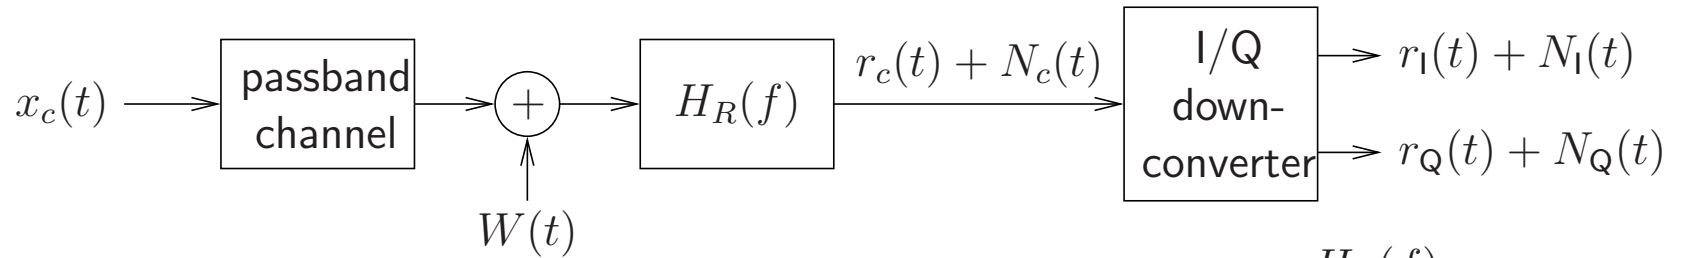 x_c(t)
passband
channel
+
W(t)
H_R(f)
r_c(t) + N_c(t)
I/Q
down-
converter
r_I(t) + N_I(t)
r_Q(t) + N_Q(t)